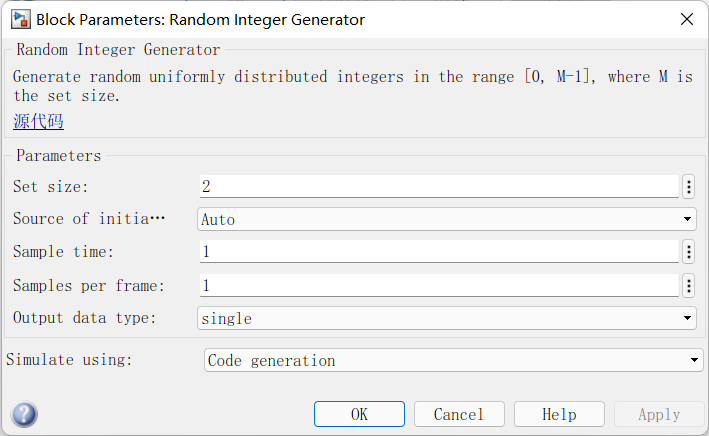 Block Parameters: Random Integer Generator
Random Integer Generator
Generate random uniformly distributed integers in the range [0, M-1], where M is
the set size.
源代码
Parameters
Set size: 2
Source of initia… Auto
Sample time: 1
Samples per frame: 1
Output data type: single
Simulate using: Code generation
OK Cancel Help Apply